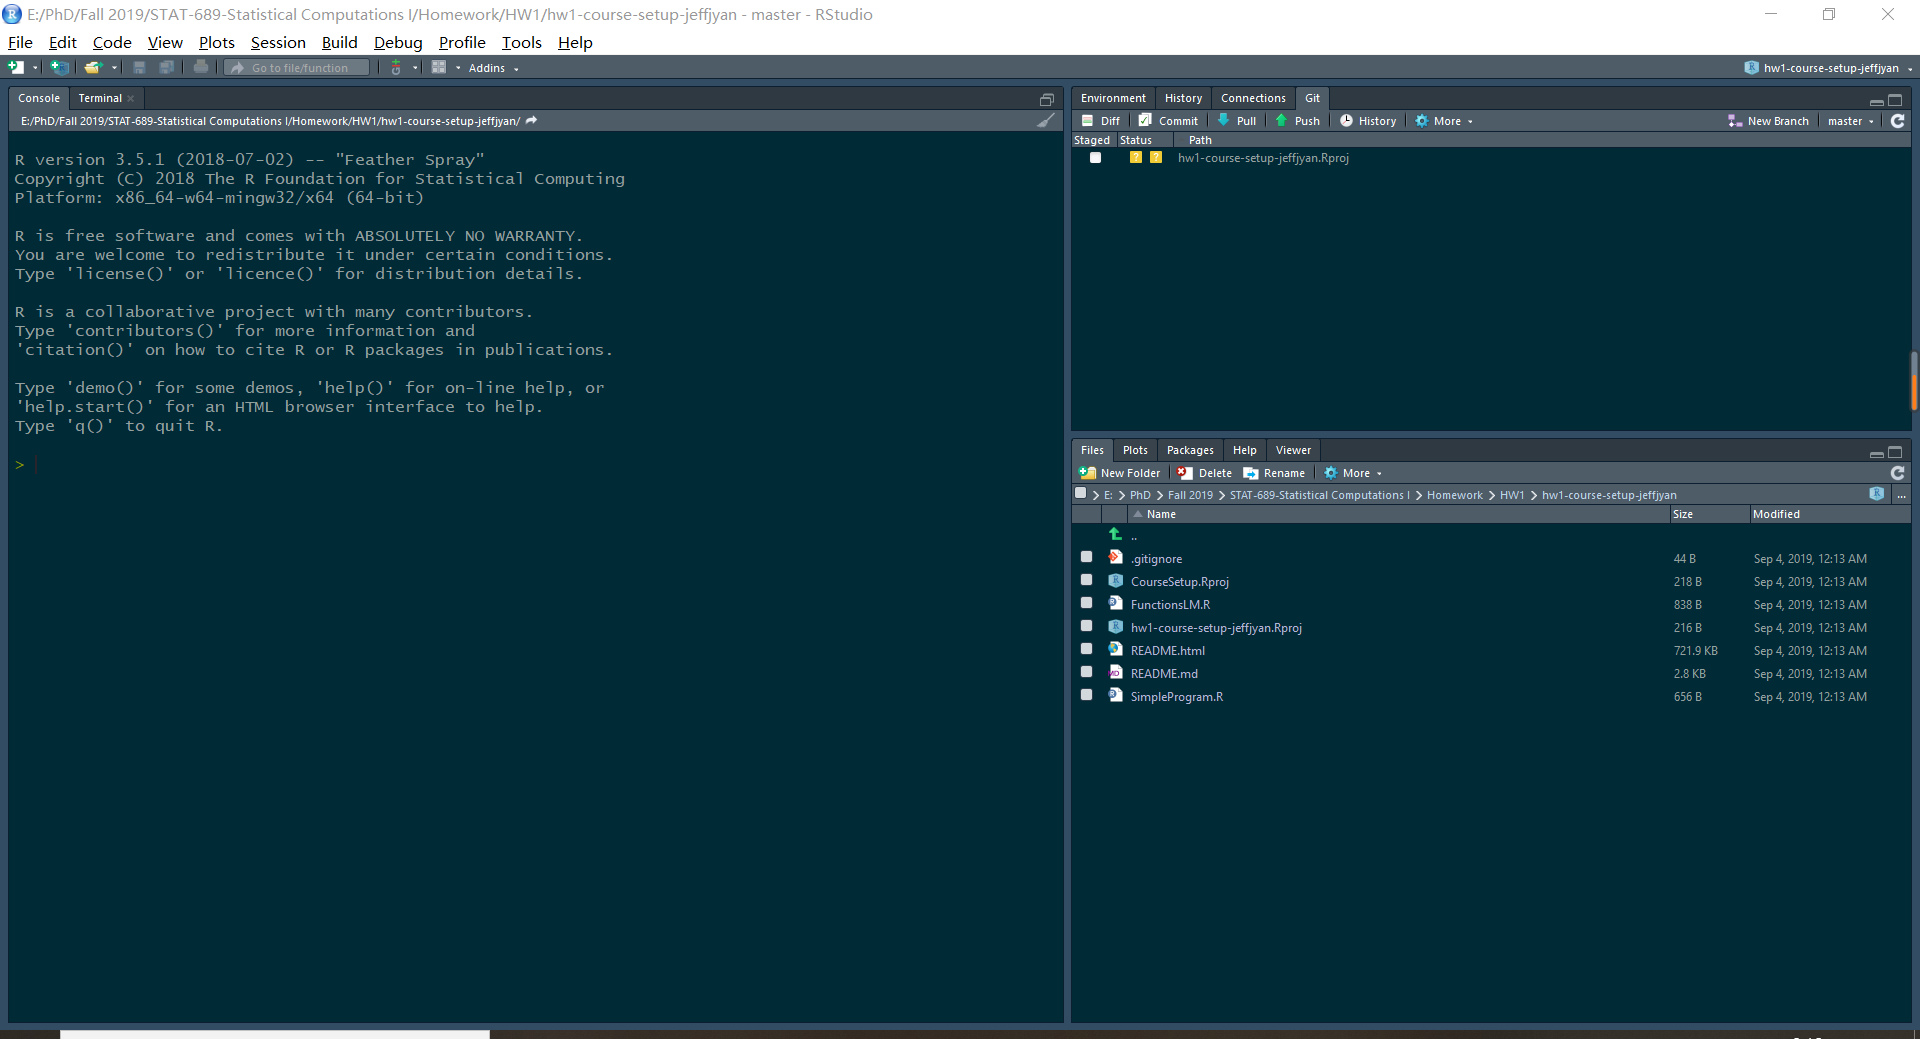 E:/PhD/Fall 2019/STAT-689-Statistical Computations I/Homework/HW1/hw1-course-setup-jeffjyan - master - RStudio
File Edit Code View Plots Session Build Debug Profile Tools Help
Go to file/function Addins hw1-course-setup-jeffjyan
Console Terminal
E:/PhD/Fall 2019/STAT-689-Statistical Computations I/Homework/HW1/hw1-course-setup-jeffjyan/
R version 3.5.1 (2018-07-02) -- "Feather Spray"
Copyright (C) 2018 The R Foundation for Statistical Computing
Platform: x86_64-w64-mingw32/x64 (64-bit)
R is free software and comes with ABSOLUTELY NO WARRANTY.
You are welcome to redistribute it under certain conditions.
Type 'license()' or 'licence()' for distribution details.
R is a collaborative project with many contributors.
Type 'contributors()' for more information and
'citation()' on how to cite R or R packages in publications.
Type 'demo()' for some demos, 'help()' for on-line help, or
'help.start()' for an HTML browser interface to help.
Type 'q()' to quit R.
>
Environment History Connections Git
Diff Commit Pull Push History More New Branch master
Staged Status Path
? ? hw1-course-setup-jeffjyan.Rproj
Files Plots Packages Help Viewer
New Folder Delete Rename More
E: PhD Fall 2019 STAT-689-Statistical Computations I Homework HW1 hw1-course-setup-jeffjyan ...
Name Size Modified
..
.gitignore 44 B Sep 4, 2019, 12:13 AM
CourseSetup.Rproj 218 B Sep 4, 2019, 12:13 AM
FunctionsLM.R 838 B Sep 4, 2019, 12:13 AM
hw1-course-setup-jeffjyan.Rproj 216 B Sep 4, 2019, 12:13 AM
README.html 721.9 KB Sep 4, 2019, 12:13 AM
README.md 2.8 KB Sep 4, 2019, 12:13 AM
SimpleProgram.R 656 B Sep 4, 2019, 12:13 AM